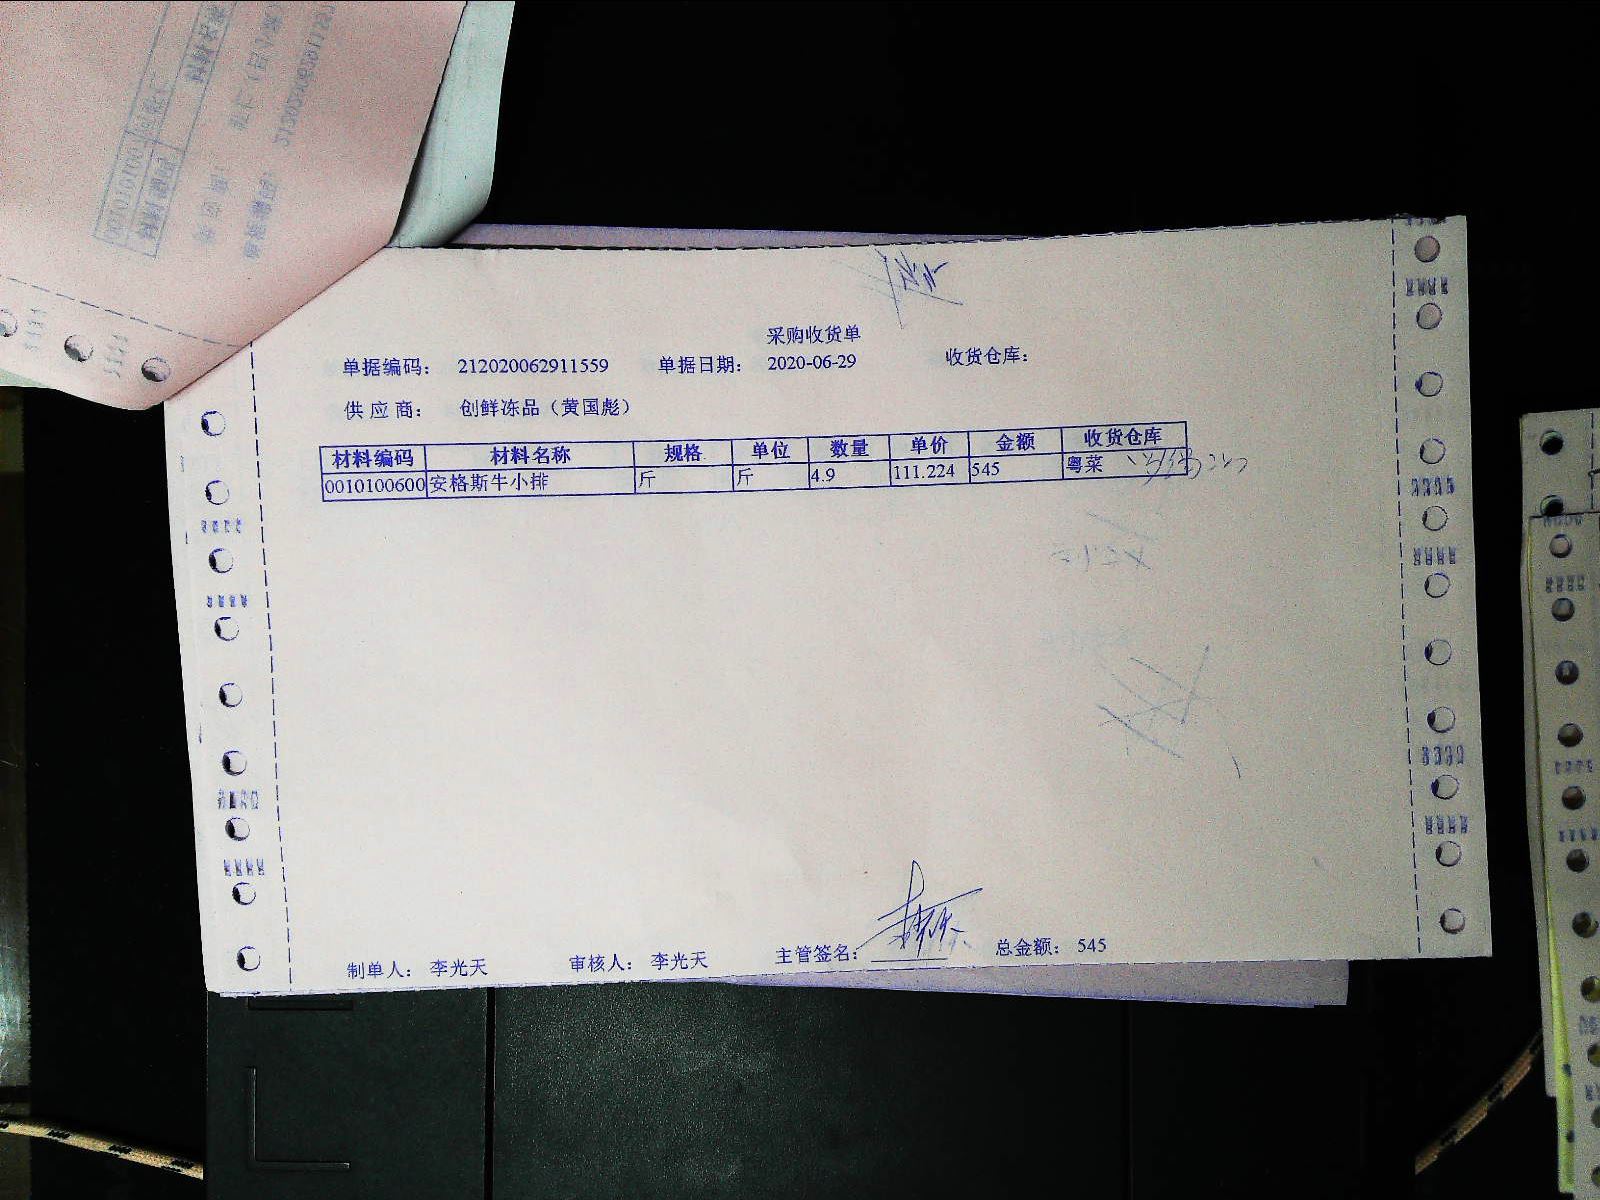 采购收货单
单据编码： 212020062911559 单据日期： 2020-06-29 收货仓库：
供应商： 创鲜冻品（黄国彪）
材料编码 材料名称 规格 单位 数量 单价 金额 收货仓库
0010100600 安格斯牛小排 斤 斤 4.9 111.224 545 粤菜
制单人： 李光天 审核人： 李光天 主管签名： 总金额： 545